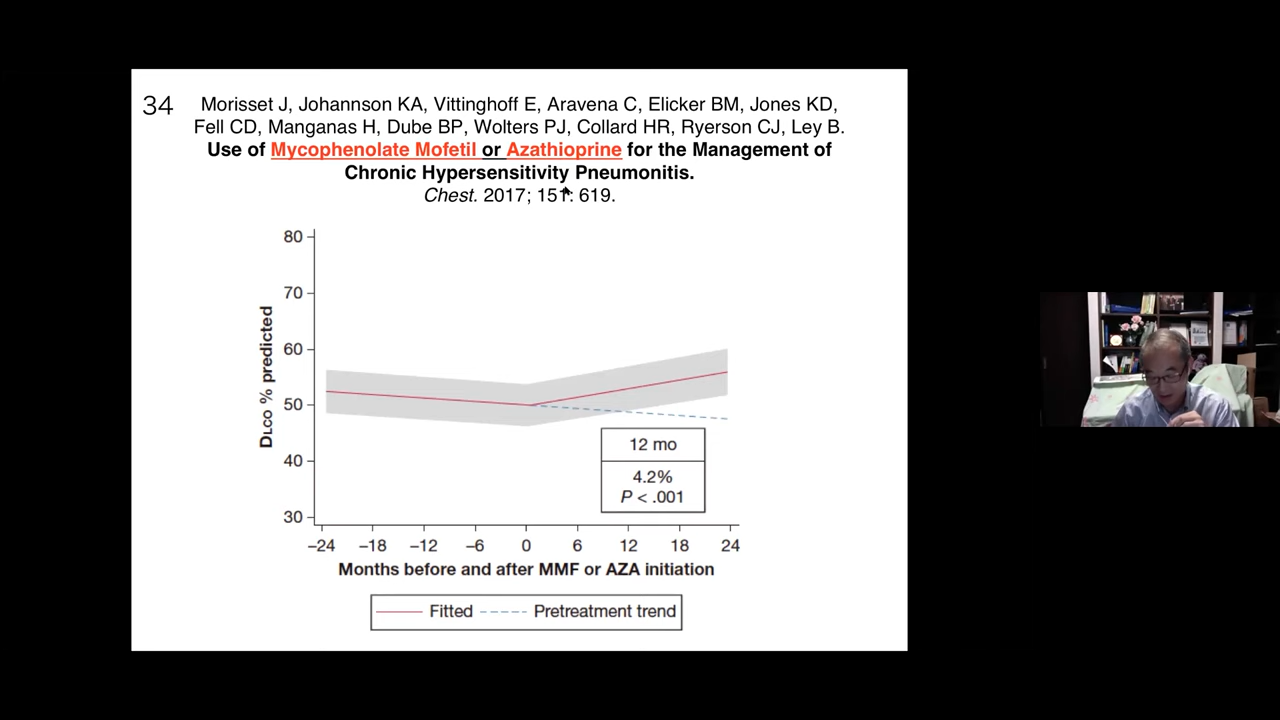 34
Morisset J, Johannson KA, Vittinghoff E, Aravena C, Elicker BM, Jones KD,
Fell CD, Manganas H, Dube BP, Wolters PJ, Collard HR, Ryerson CJ, Ley B.
Use of Mycophenolate Mofetil or Azathioprine for the Management of
Chronic Hypersensitivity Pneumonitis.
Chest. 2017; 151: 619.
80
70
60
50
40
30
DLCO % predicted
12 mo
4.2%
P < .001
–24 –18 –12 –6 0 6 12 18 24
Months before and after MMF or AZA initiation
Fitted Pretreatment trend